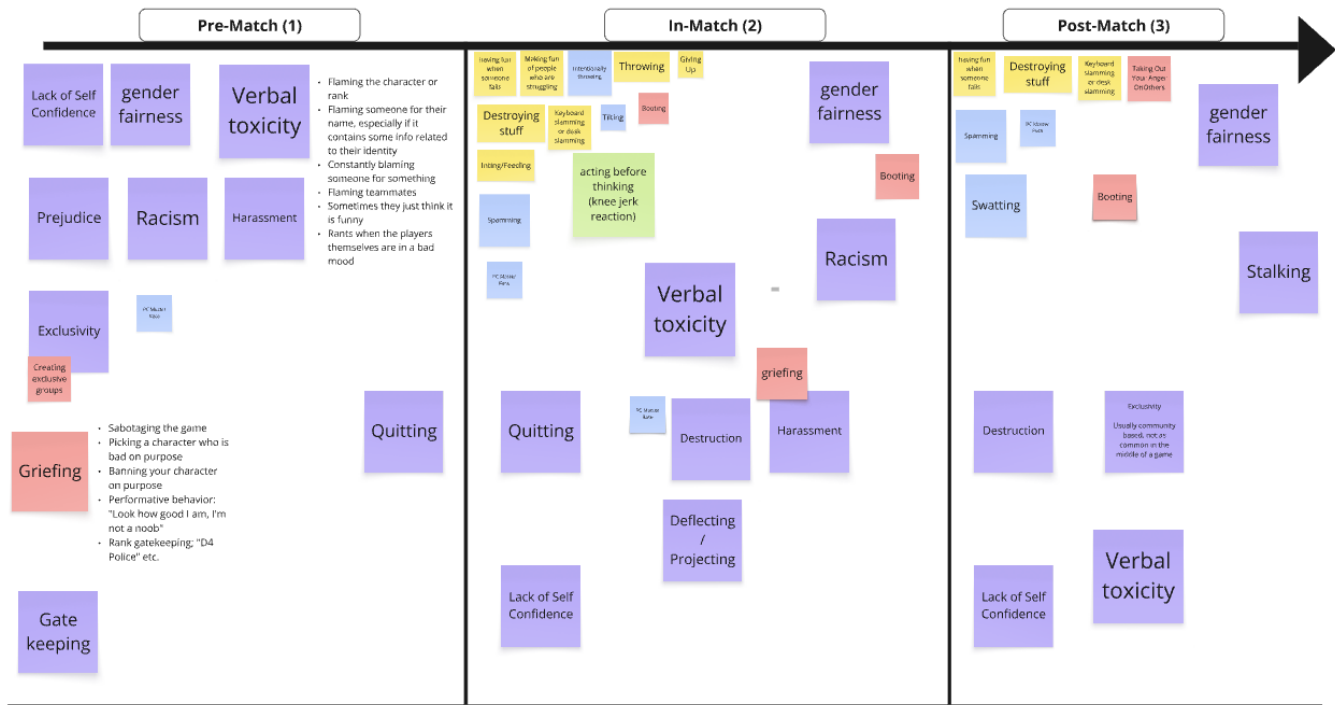 Pre-Match (1)
In-Match (2)
Post-Match (3)
Lack of Self
Confidence
gender
fairness
Verbal
toxicity
• Flaming the character or
rank
• Flaming someone for their
name, especially if it
contains some info related
to their identity
• Constantly blaming
someone for something
• Flaming teammates
• Sometimes they just think it
is funny
• Rants when the players
themselves are in a bad
mood
Prejudice
Racism
Harassment
Exclusivity
PC Master
Race
Creating
exclusive
groups
Quitting
Griefing
• Sabotaging the game
• Picking a character who is
bad on purpose
• Banning your character
on purpose
• Performative behavior:
"Look how good I am, I'm
not a noob"
• Rank gatekeeping; "D4
Police" etc.
Gate
keeping
having fun
when
someone
fails
Making fun
of people
who are
struggling
Intentionally
throwing
Throwing
Giving
Up
Destroying
stuff
Keyboard
slamming
or desk
slamming
Tilting
Booting
Inting/Feeding
acting before
thinking
(knee jerk
reaction)
Spamming
PC Master
gender
fairness
Booting
Racism
Verbal
toxicity
-
griefing
Quitting
PC Master
Race
Destruction
Harassment
Deflecting
/
Projecting
Lack of Self
Confidence
having fun
when
someone
fails
Destroying
stuff
Keyboard
slamming
or desk
slamming
Taking Out
Your Anger
On Others
Spamming
PC Master
gender
fairness
Swatting
Booting
Stalking
Destruction
Exclusivity
Usually community
based, not as
common in the
middle of a game
Verbal
toxicity
Lack of Self
Confidence